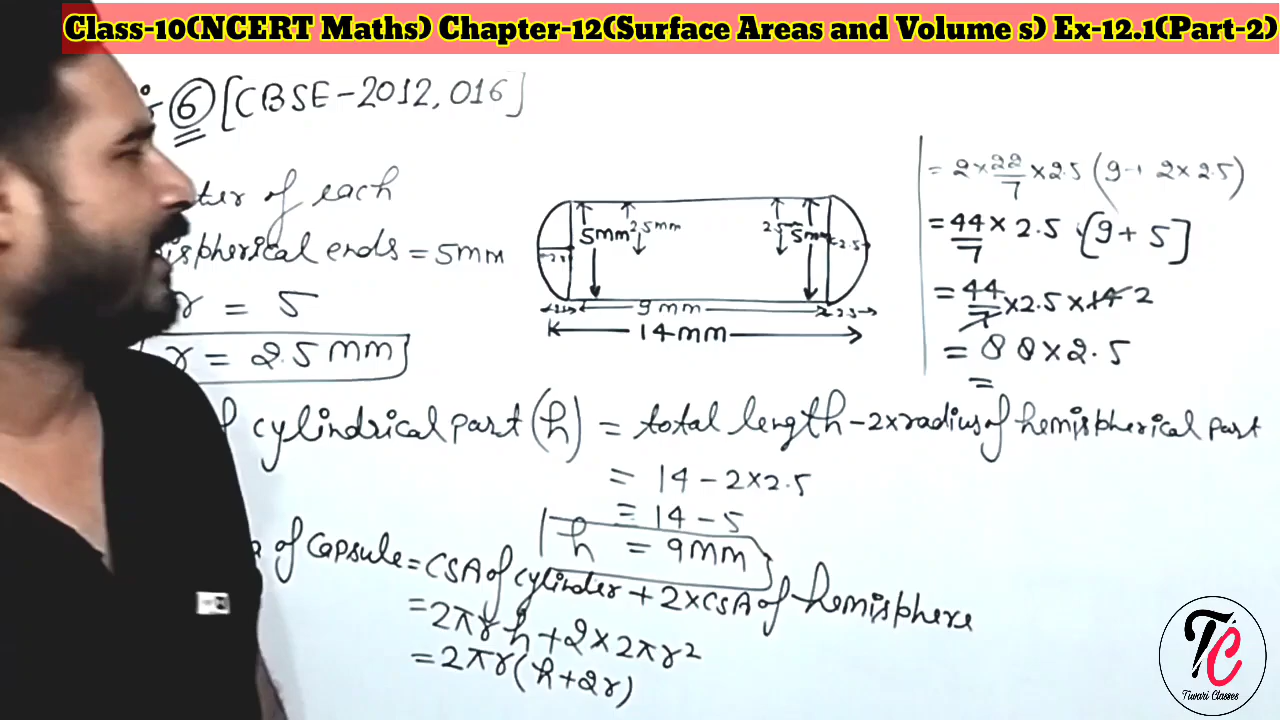 Class-10(NCERT Maths) Chapter-12(Surface Areas and Volume s) Ex-12.1(Part-2)
⑥ [CBSE-2012, 016]
of each
ends = 5mm
r = 5
r = 2.5 mm
5mm 2.5mm 2.5 5mm 2.5
9 mm 2.5
14mm
= 2 × 22/7 × 2.5 (9+ 2 × 2.5)
= 44/7 × 2.5 [9 + 5]
= 44/7 × 2.5 × 14 2
= 88 × 2.5
=
cylindrical part (h) = total length - 2×radius of hemispherical part
= 14 - 2×2.5
= 14 - 5
h = 9mm
of capsule = CSA of cylinder + 2×CSA of hemisphere
= 2πrh + 2 × 2πr²
= 2πr(h+2r)
TC
Tiwari Classes